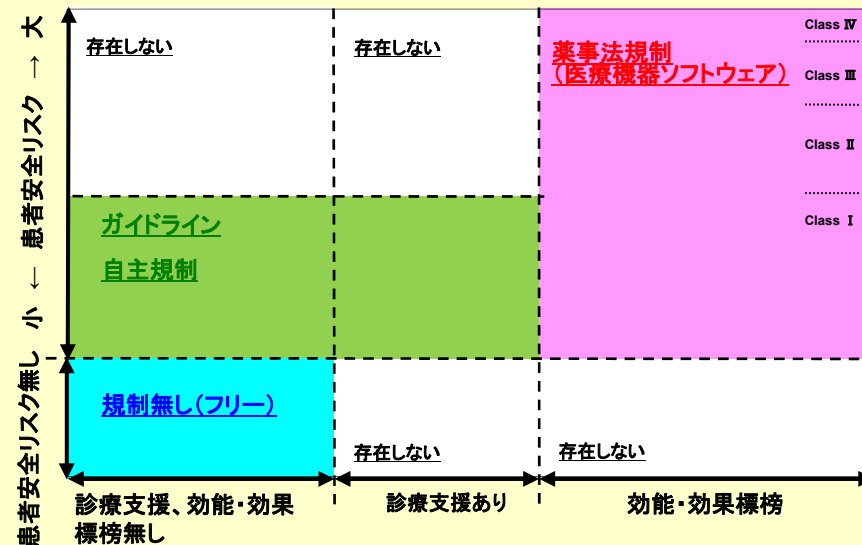 患者安全リスク無し 小 ← 患者安全リスク → 大
存在しない
存在しない
薬事法規制
（医療機器ソフトウェア）
Class Ⅳ
Class Ⅲ
Class Ⅱ
Class Ⅰ
ガイドライン
自主規制
規制無し（フリー）
存在しない
存在しない
診療支援、効能・効果
標榜無し
診療支援あり
効能・効果標榜